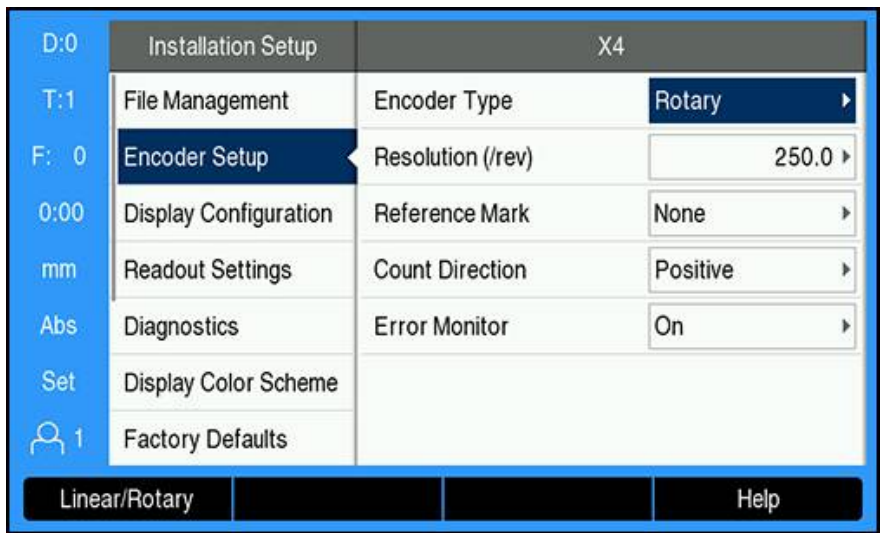 D:0
T:1
F: 0
0:00
mm
Abs
Set
1
Installation Setup
File Management
Encoder Setup
Display Configuration
Readout Settings
Diagnostics
Display Color Scheme
Factory Defaults
X4
Encoder Type Rotary
Resolution (/rev) 250.0
Reference Mark None
Count Direction Positive
Error Monitor On
Linear/Rotary
Help